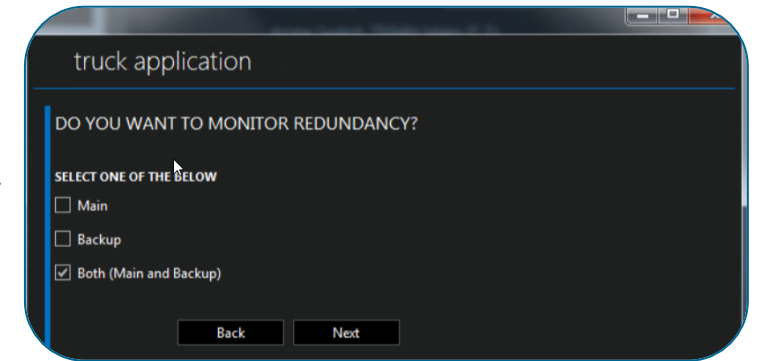 truck application
DO YOU WANT TO MONITOR REDUNDANCY?
SELECT ONE OF THE BELOW
Main
Backup
Both (Main and Backup)
Back
Next